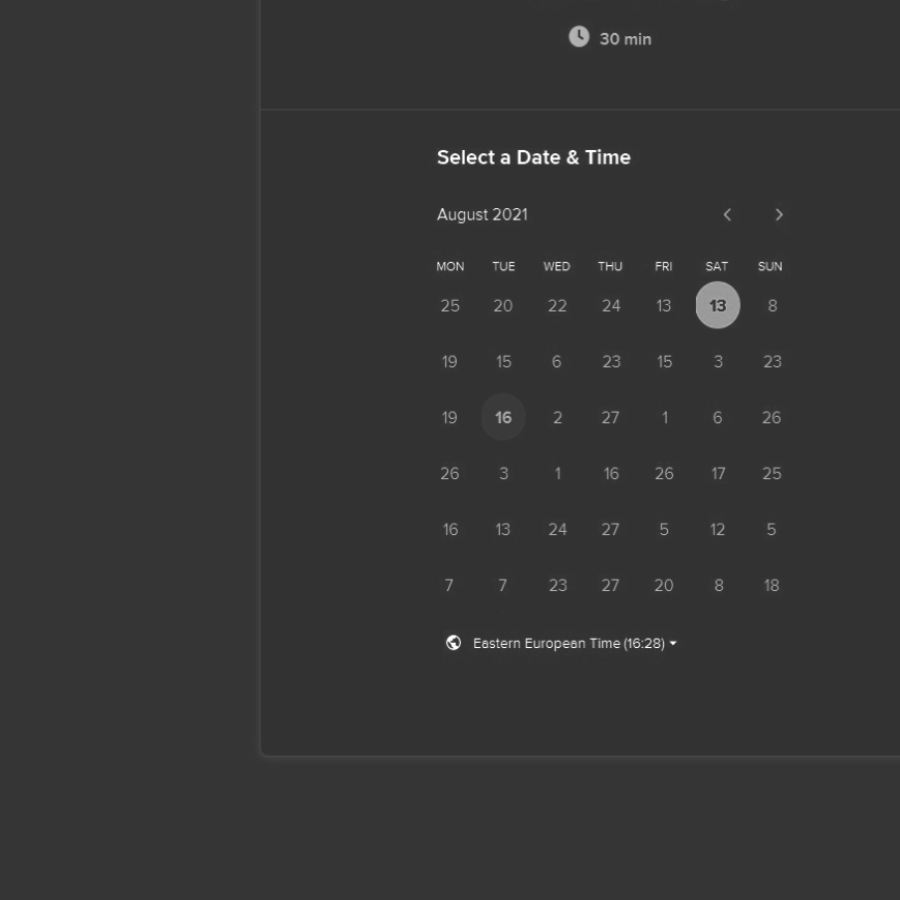 30 min
Select a Date & Time
August 2021
MON TUE WED THU FRI SAT SUN
25 20 22 24 13 13 8
19 15 6 23 15 3 23
19 16 2 27 1 6 26
26 3 1 16 26 17 25
16 13 24 27 5 12 5
7 7 23 27 20 8 18
Eastern European Time (16:28)